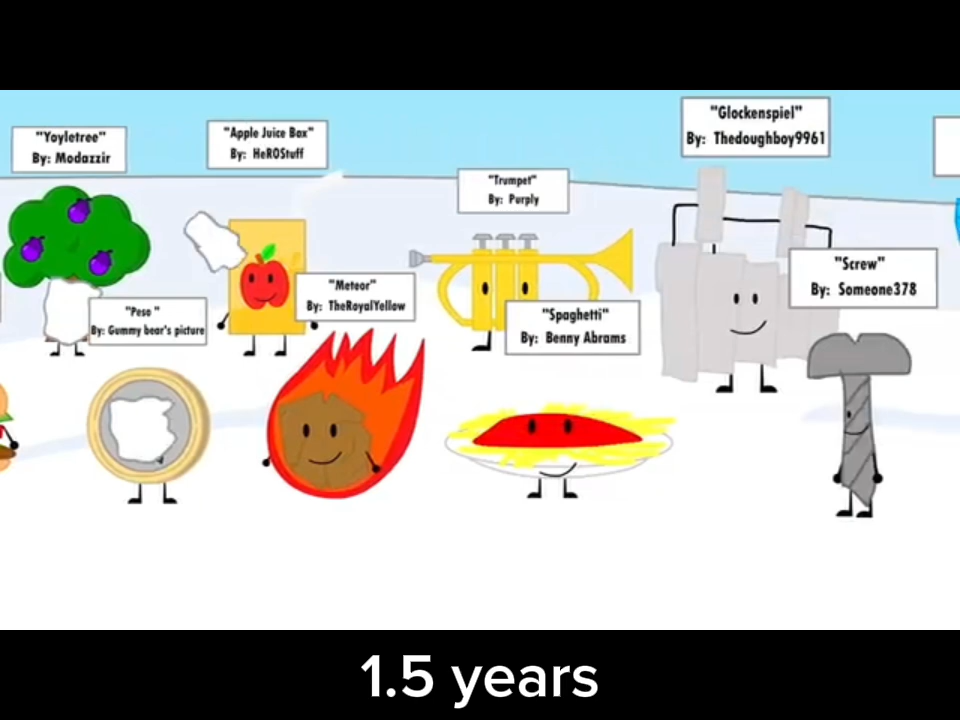 "Yoyletree"
By: Modazzir
"Apple Juice Box"
By: HeROStuff
"Trumpet"
By: Purply
"Glockenspiel"
By: Thedoughboy9961
"Peso "
By: Gummy bear's picture
"Meteor"
By: TheRoyalYellow
"Spaghetti"
By: Benny Abrams
"Screw"
By: Someone378
1.5 years